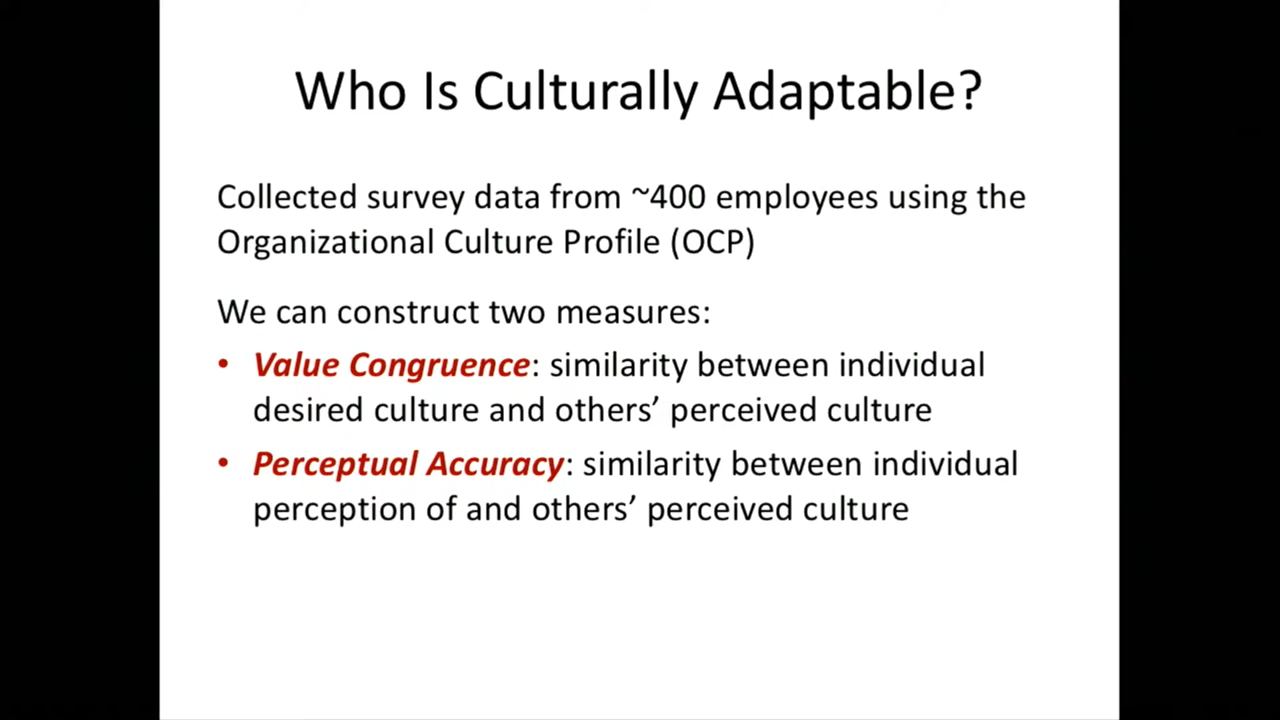 Who Is Culturally Adaptable?
Collected survey data from ~400 employees using the
Organizational Culture Profile (OCP)
We can construct two measures:
• Value Congruence: similarity between individual
desired culture and others’ perceived culture
• Perceptual Accuracy: similarity between individual
perception of and others’ perceived culture